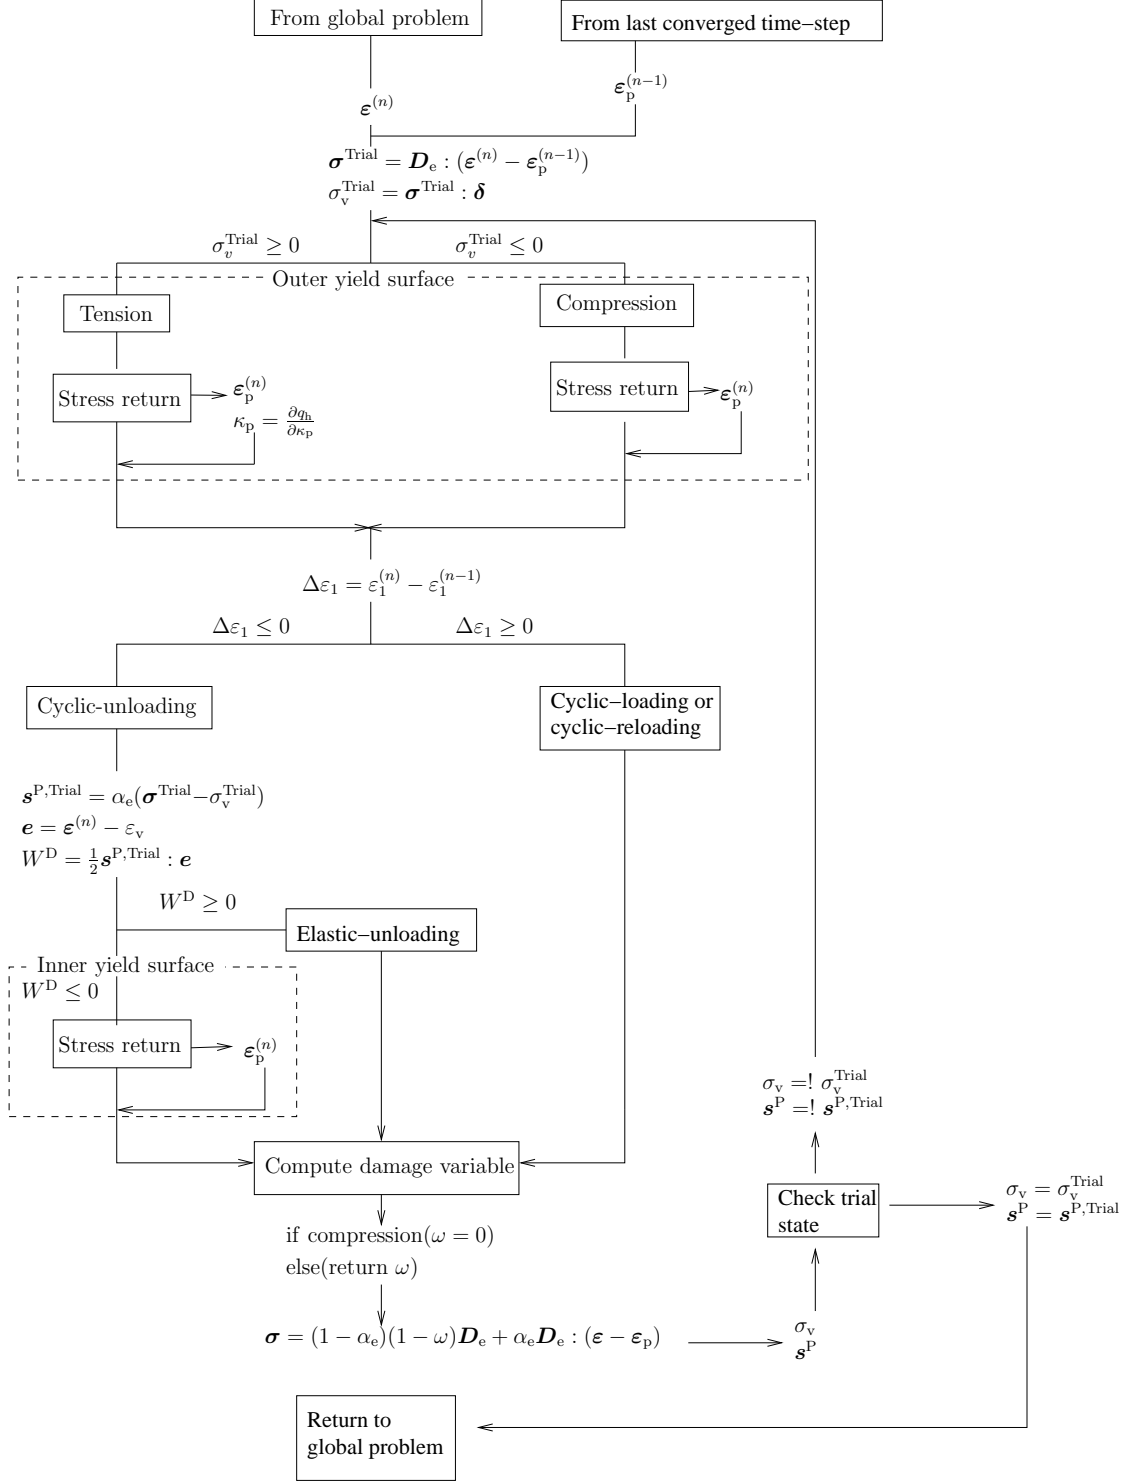 From global problem
From last converged time−step
ε_p^(n−1)
ε^(n)
σ^Trial = D_e : (ε^(n) − ε_p^(n−1))
σ_v^Trial = σ^Trial : δ
σ_v^Trial ≥ 0
σ_v^Trial ≤ 0
Outer yield surface
Tension
Compression
Stress return
ε_p^(n)
κ_p = ∂q_h/∂κ_p
Stress return
ε_p^(n)
Δε_1 = ε_1^(n) − ε_1^(n−1)
Δε_1 ≤ 0
Δε_1 ≥ 0
Cyclic-unloading
Cyclic−loading or
cyclic−reloading
s^P,Trial = α_e(σ^Trial−σ_v^Trial)
e = ε^(n) − ε_v
W^D = 1/2 s^P,Trial : e
W^D ≥ 0
Elastic−unloading
Inner yield surface
W^D ≤ 0
Stress return
ε_p^(n)
Compute damage variable
if compression(ω = 0)
else(return ω)
σ = (1 − α_e)(1 − ω)D_e + α_e D_e : (ε − ε_p)
σ_v
s^P
Check trial
state
σ_v =! σ_v^Trial
s^P =! s^P,Trial
σ_v = σ_v^Trial
s^P = s^P,Trial
Return to
global problem